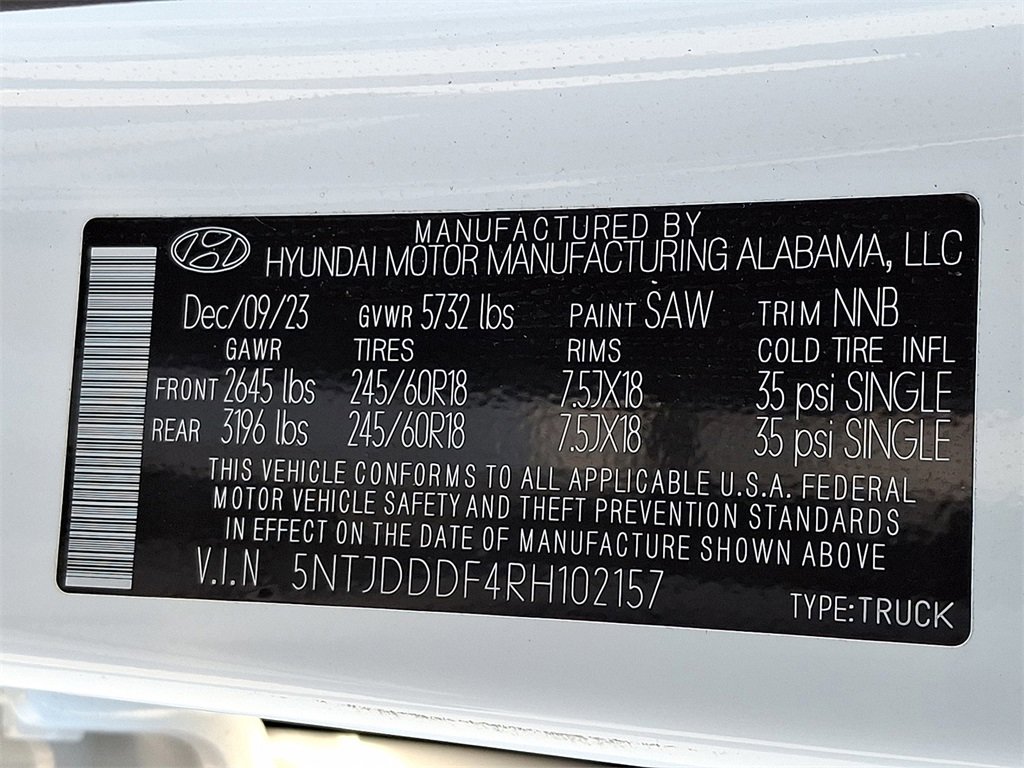 MANUFACTURED BY
HYUNDAI MOTOR MANUFACTURING ALABAMA, LLC
Dec/09/23 GVWR 5732 lbs PAINT SAW TRIM NNB
GAWR TIRES RIMS COLD TIRE INFL
FRONT 2645 lbs 245/60R18 7.5JX18 35 psi SINGLE
REAR 3196 lbs 245/60R18 7.5JX18 35 psi SINGLE
THIS VEHICLE CONFORMS TO ALL APPLICABLE U.S.A. FEDERAL
MOTOR VEHICLE SAFETY AND THEFT PREVENTION STANDARDS
IN EFFECT ON THE DATE OF MANUFACTURE SHOWN ABOVE
V.I.N 5NTJDDDF4RH102157
TYPE:TRUCK